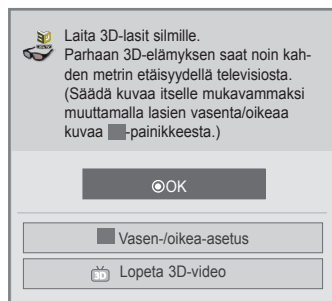 Laita 3D-lasit silmille.
Parhaan 3D-elämyksen saat noin kah-
den metrin etäisyydellä televisiosta.
(Säädä kuvaa itselle mukavammaksi
muuttamalla lasien vasenta/oikeaa
kuvaa -painikkeesta.)
OK
Vasen-/oikea-asetus
3D Lopeta 3D-video